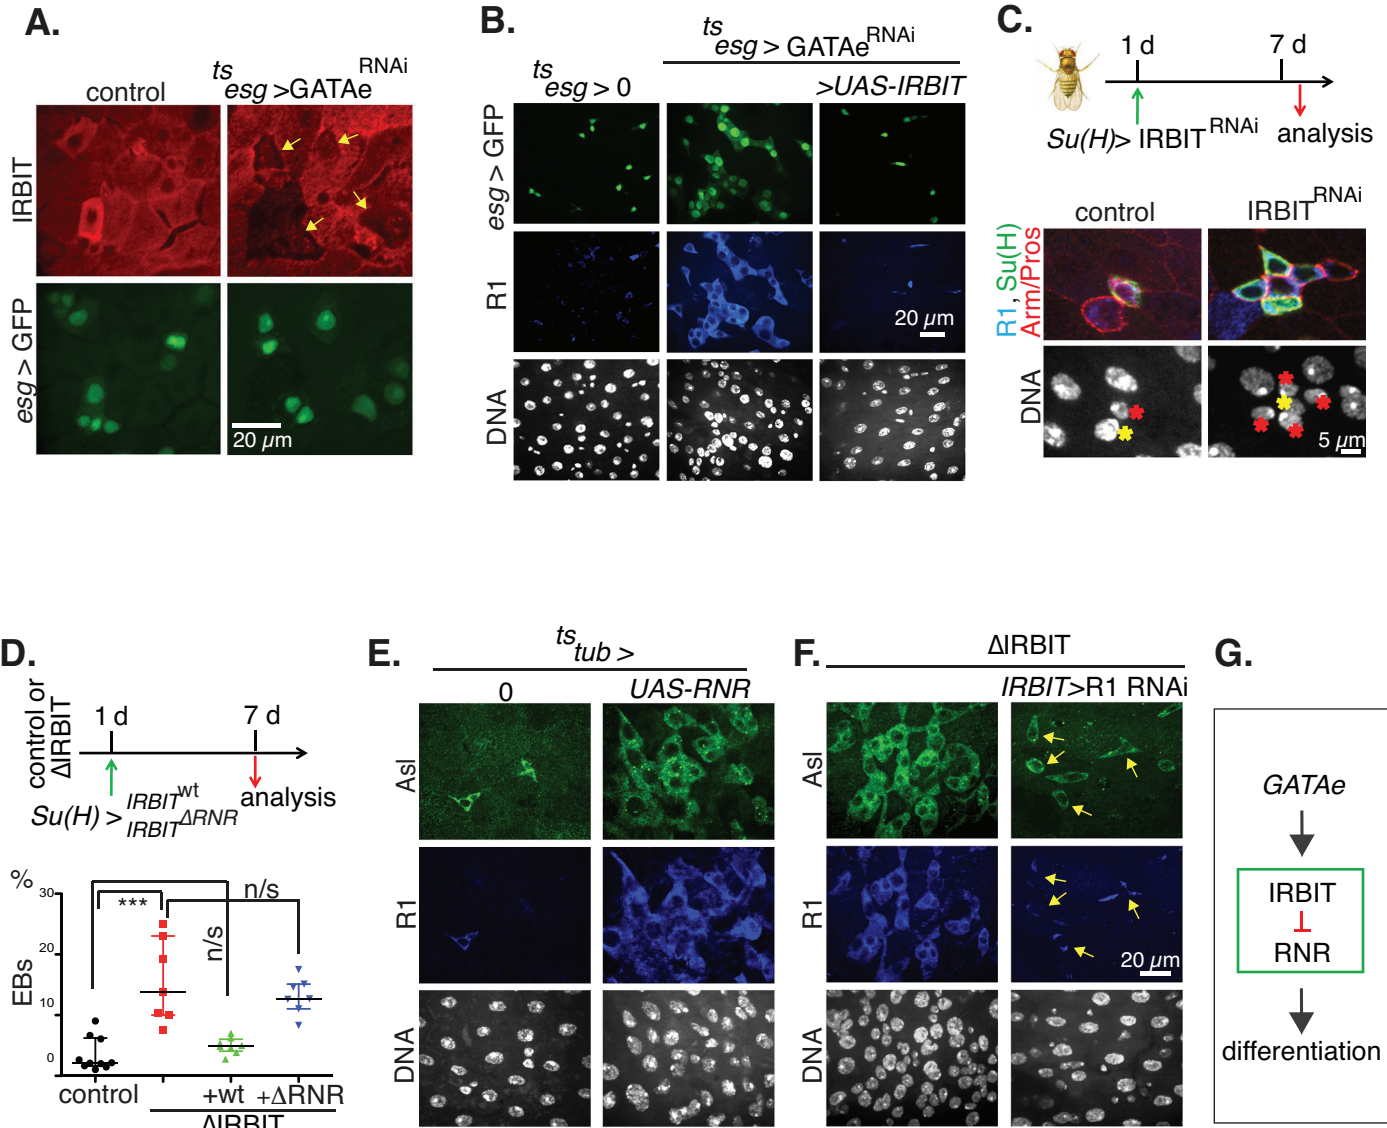 A.
control
ts esg >GATAe RNAi
IRBIT
esg > GFP
20 µm
B.
ts esg > GATAe RNAi
ts esg > 0
>UAS-IRBIT
esg > GFP
R1
20 µm
DNA
C.
1 d
7 d
Su(H)> IRBIT RNAi
analysis
control
IRBIT RNAi
R1, Su(H)
Arm/Pros
DNA
5 µm
D.
control or
ΔIRBIT
1 d
7 d
Su(H) > IRBIT wt
IRBIT ΔRNR
analysis
%
30
20
10
0
EBs
***
n/s
n/s
control
+wt
+ΔRNR
ΔIRBIT
E.
ts tub >
0
UAS-RNR
Asl
R1
DNA
F.
ΔIRBIT
IRBIT>R1 RNAi
Asl
R1
20 µm
DNA
G.
GATAe
IRBIT
RNR
differentiation